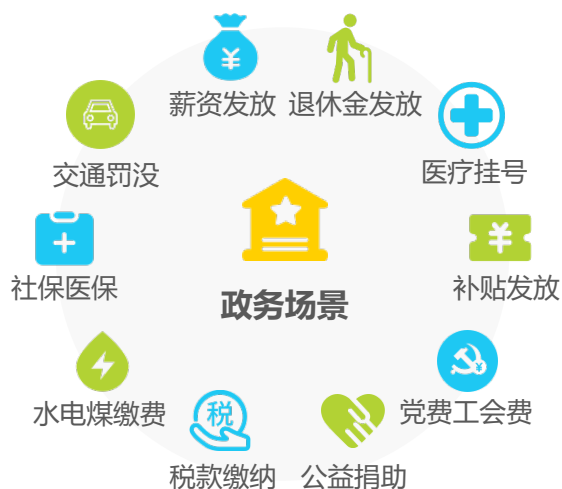 ¥
薪资发放 退休金发放
交通罚没
医疗挂号
社保医保
¥
补贴发放
政务场景
水电煤缴费
¥
党费工会费
税
税款缴纳
公益捐助